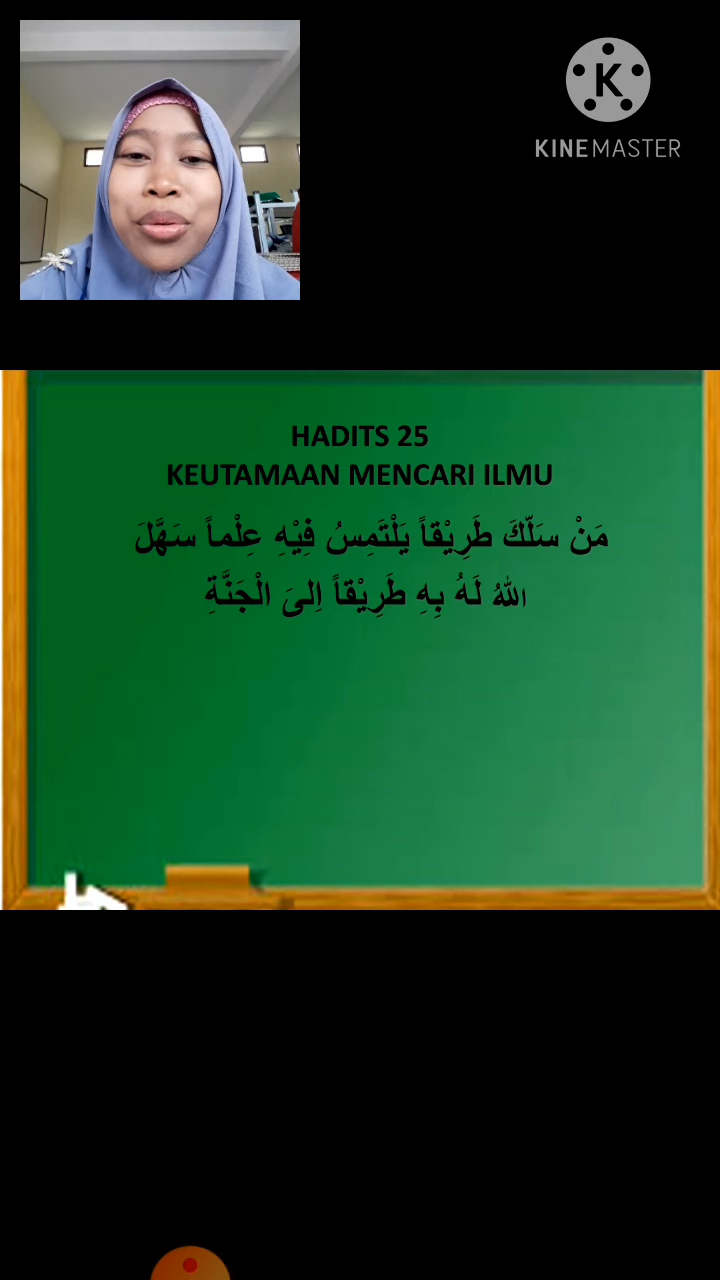 K
KINEMASTER
HADITS 25
KEUTAMAAN MENCARI ILMU
مَنْ سَلَّكَ طَرِيْقاً يَلْتَمِسُ فِيْهِ عِلْماً سَهَّلَ
اللهُ لَهُ بِهِ طَرِيْقاً اِلىَ الْجَنَّةِ